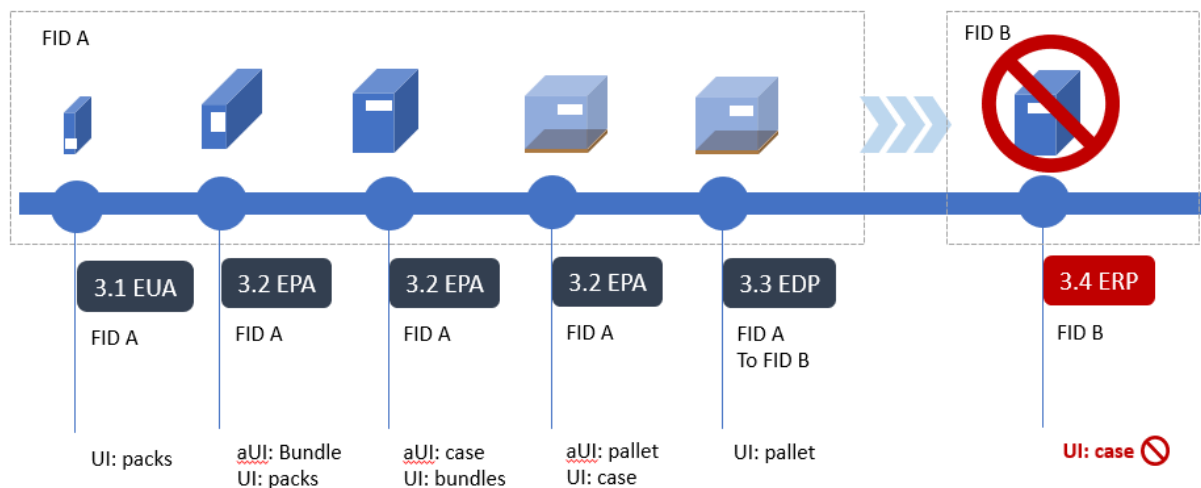 FID A
FID B
3.1 EUA
3.2 EPA
3.2 EPA
3.2 EPA
3.3 EDP
3.4 ERP
FID A
FID A
FID A
FID A
FID A
To FID B
FID B
UI: packs
aUI: Bundle
UI: packs
aUI: case
UI: bundles
aUI: pallet
UI: case
UI: pallet
UI: case